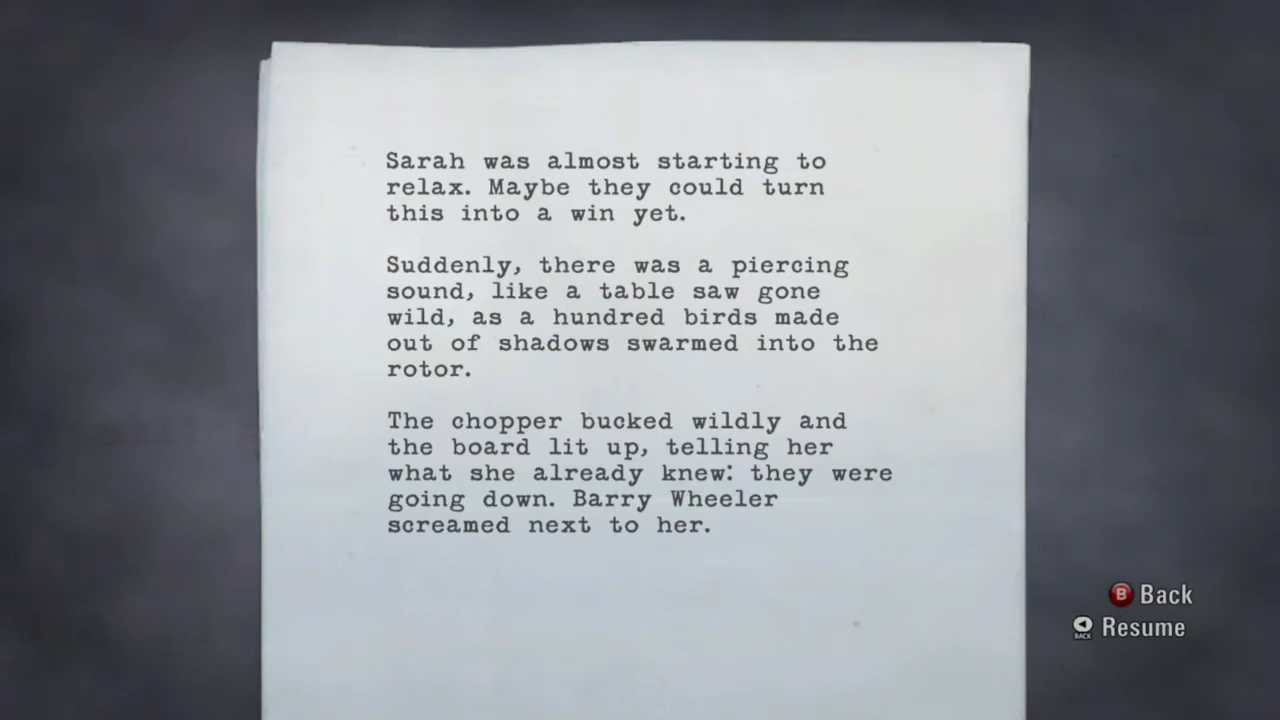 Sarah was almost starting to
relax. Maybe they could turn
this into a win yet.
Suddenly, there was a piercing
sound, like a table saw gone
wild, as a hundred birds made
out of shadows swarmed into the
rotor.
The chopper bucked wildly and
the board lit up, telling her
what she already knew: they were
going down. Barry Wheeler
screamed next to her.
B Back
BACK Resume